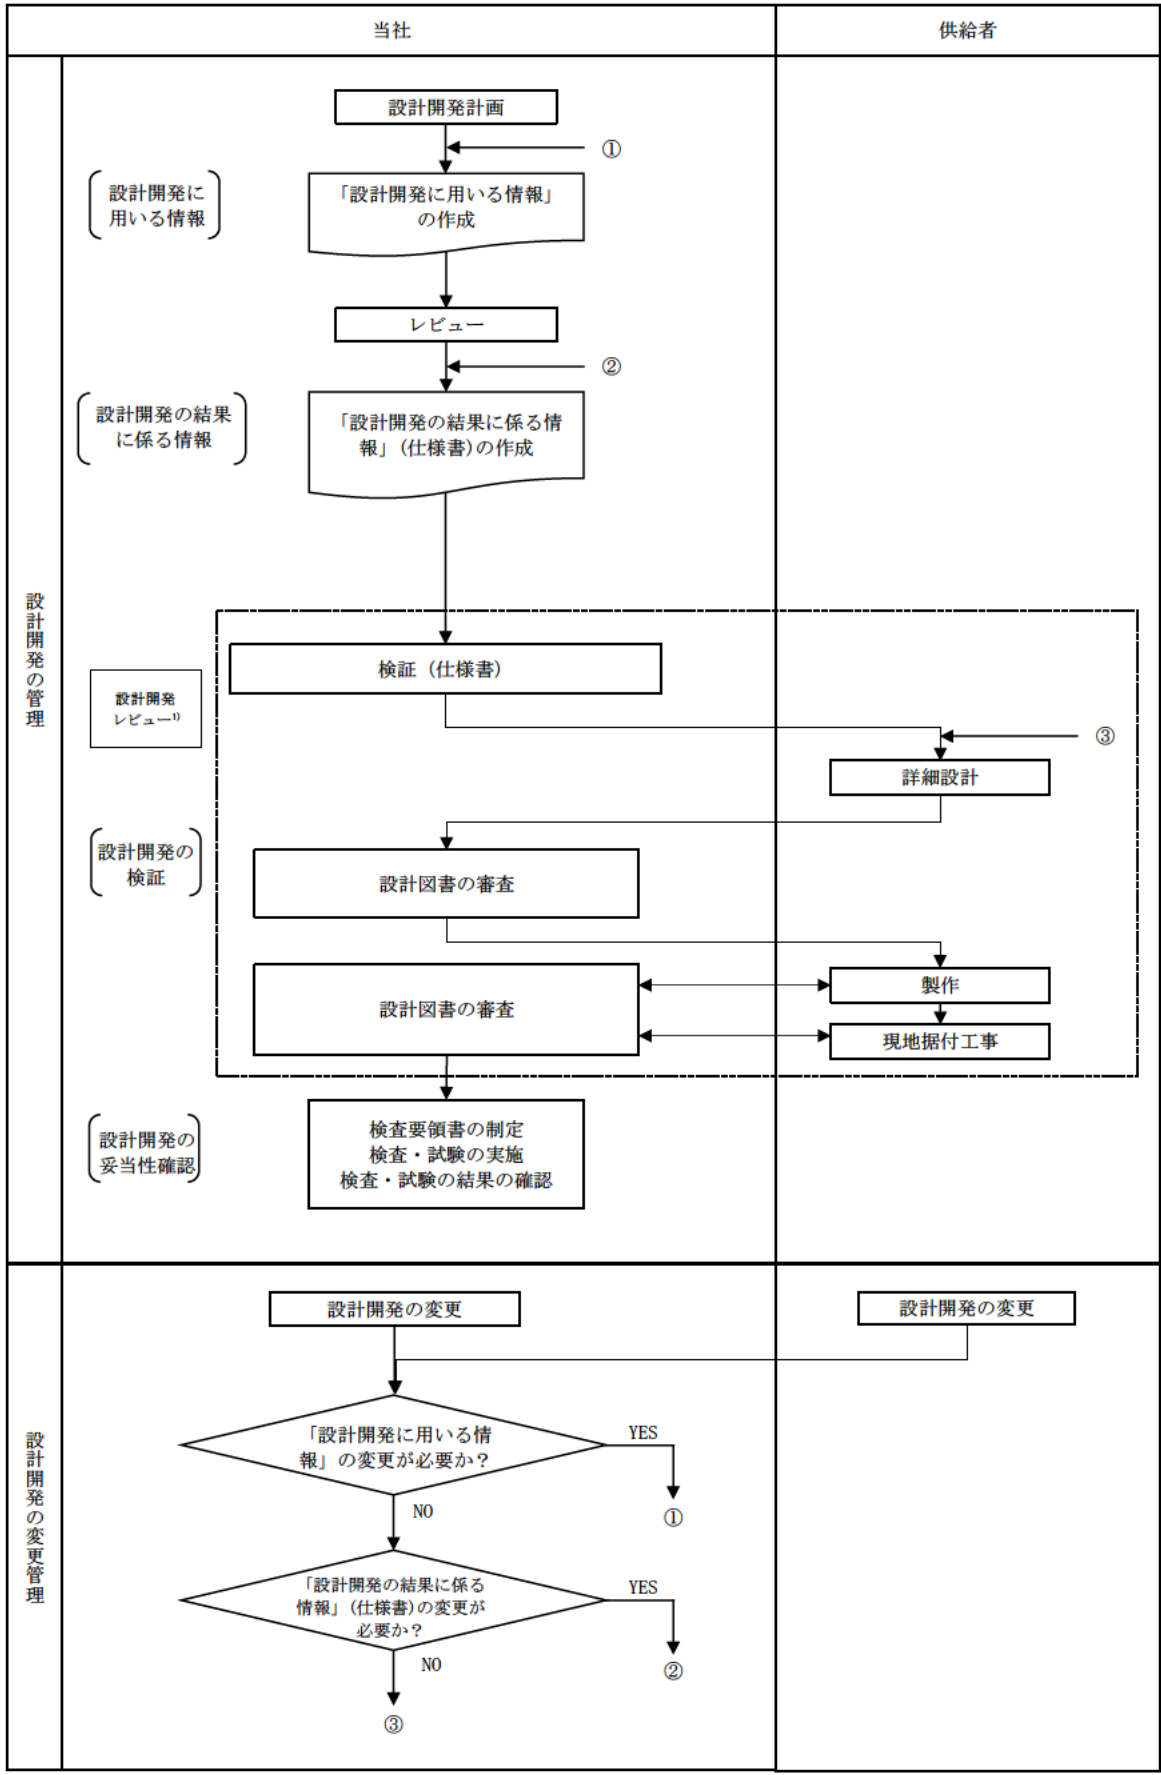 当社
供給者
設計開発の管理
設計開発計画
①
設計開発に
用いる情報
「設計開発に用いる情報」
の作成
レビュー
②
設計開発の結果
に係る情報
「設計開発の結果に係る情
報」(仕様書)の作成
検証（仕様書）
設計開発
レビュー1)
③
詳細設計
設計開発の
検証
設計図書の審査
設計図書の審査
製作
現地据付工事
設計開発の
妥当性確認
検査要領書の制定
検査・試験の実施
検査・試験の結果の確認
設計開発の変更管理
設計開発の変更
設計開発の変更
「設計開発に用いる情
報」の変更が必要か？
YES
①
NO
「設計開発の結果に係る
情報」(仕様書)の変更が
必要か？
YES
②
NO
③